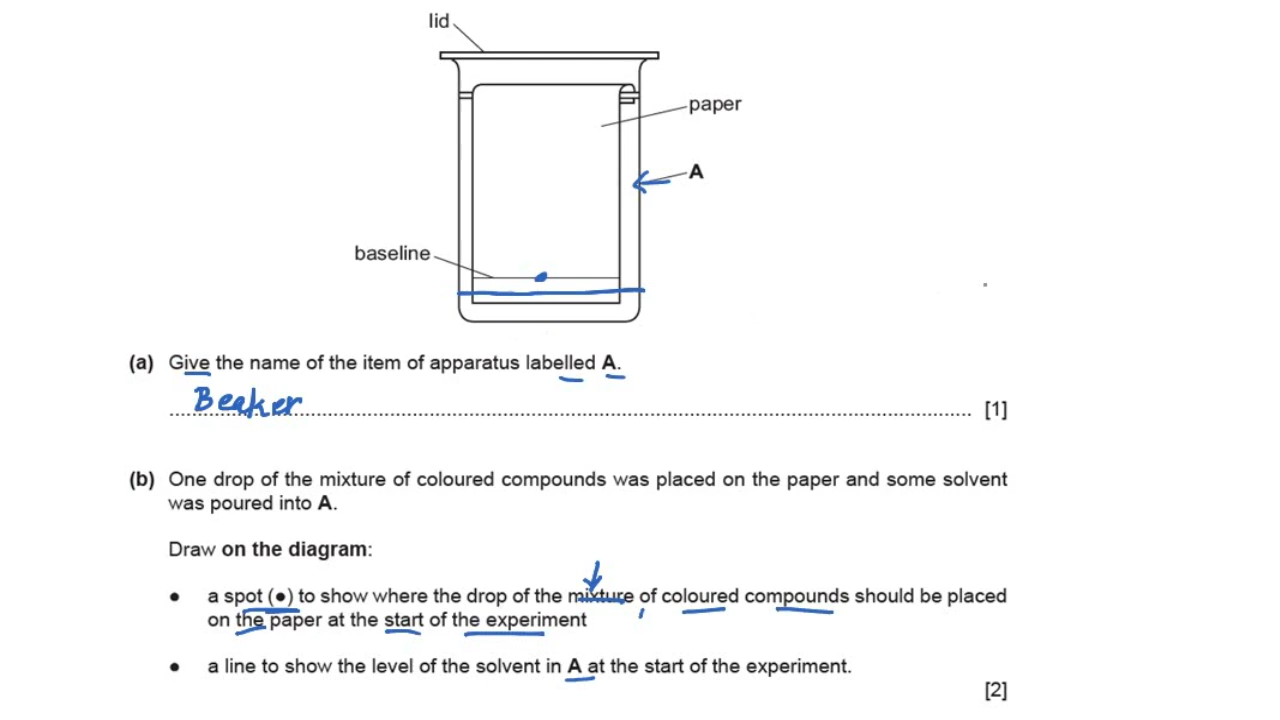 lid
paper
A
baseline
(a) Give the name of the item of apparatus labelled A.
Beaker
[1]
(b) One drop of the mixture of coloured compounds was placed on the paper and some solvent
was poured into A.
Draw on the diagram:
• a spot (●) to show where the drop of the mixture of coloured compounds should be placed
on the paper at the start of the experiment
• a line to show the level of the solvent in A at the start of the experiment.
[2]